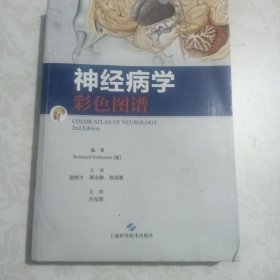 神经病学
彩色图谱
COLOR ATLAS OF NEUROLOGY
2nd Edition
编 著
Reinhard Rohkamm(德)
主 译
主 审
上海科学技术出版社